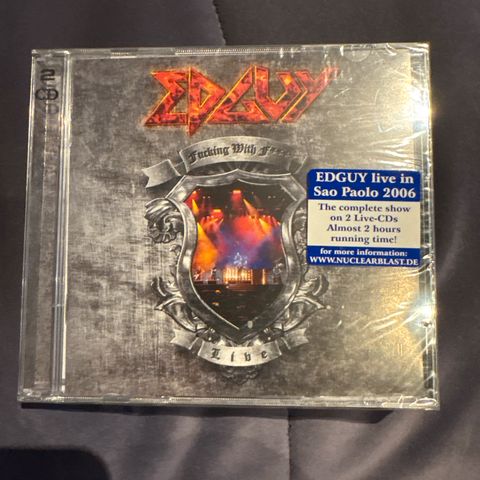 2
CD
EDGUY
Fucking With F***
EDGUY live in
Sao Paolo 2006
The complete show
on 2 Live-CDs
Almost 2 hours
running time!
for more information:
WWW.NUCLEARBLAST.DE
Live